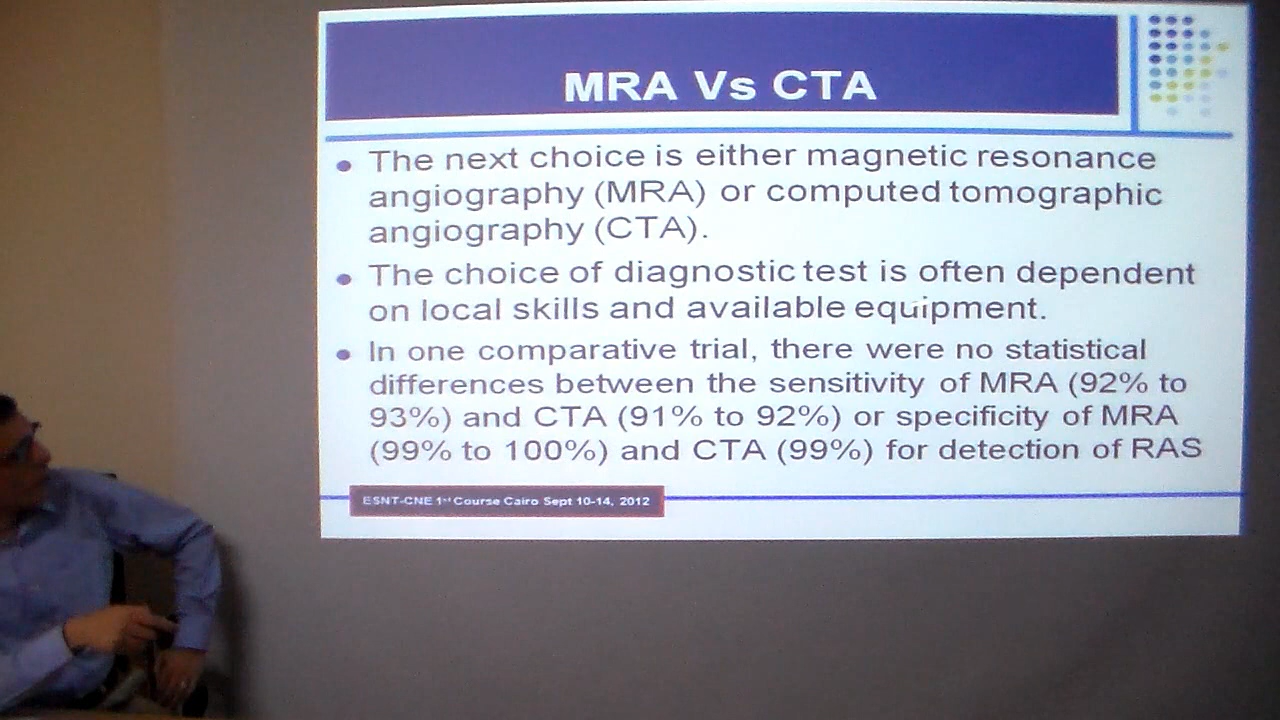 MRA Vs CTA
• The next choice is either magnetic resonance
angiography (MRA) or computed tomographic
angiography (CTA).
• The choice of diagnostic test is often dependent
on local skills and available equipment.
• In one comparative trial, there were no statistical
differences between the sensitivity of MRA (92% to
93%) and CTA (91% to 92%) or specificity of MRA
(99% to 100%) and CTA (99%) for detection of RAS
ESNT-CNE 1st Course Cairo Sept 10-14, 2012